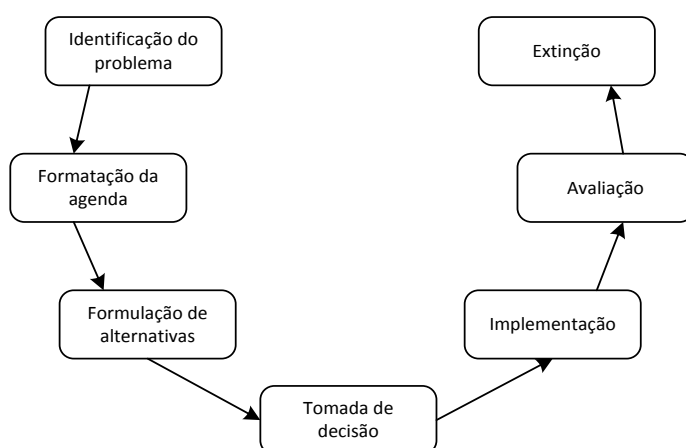 Identificação do
problema
Extinção
Formatação da
agenda
Avaliação
Formulação de
alternativas
Implementação
Tomada de
decisão